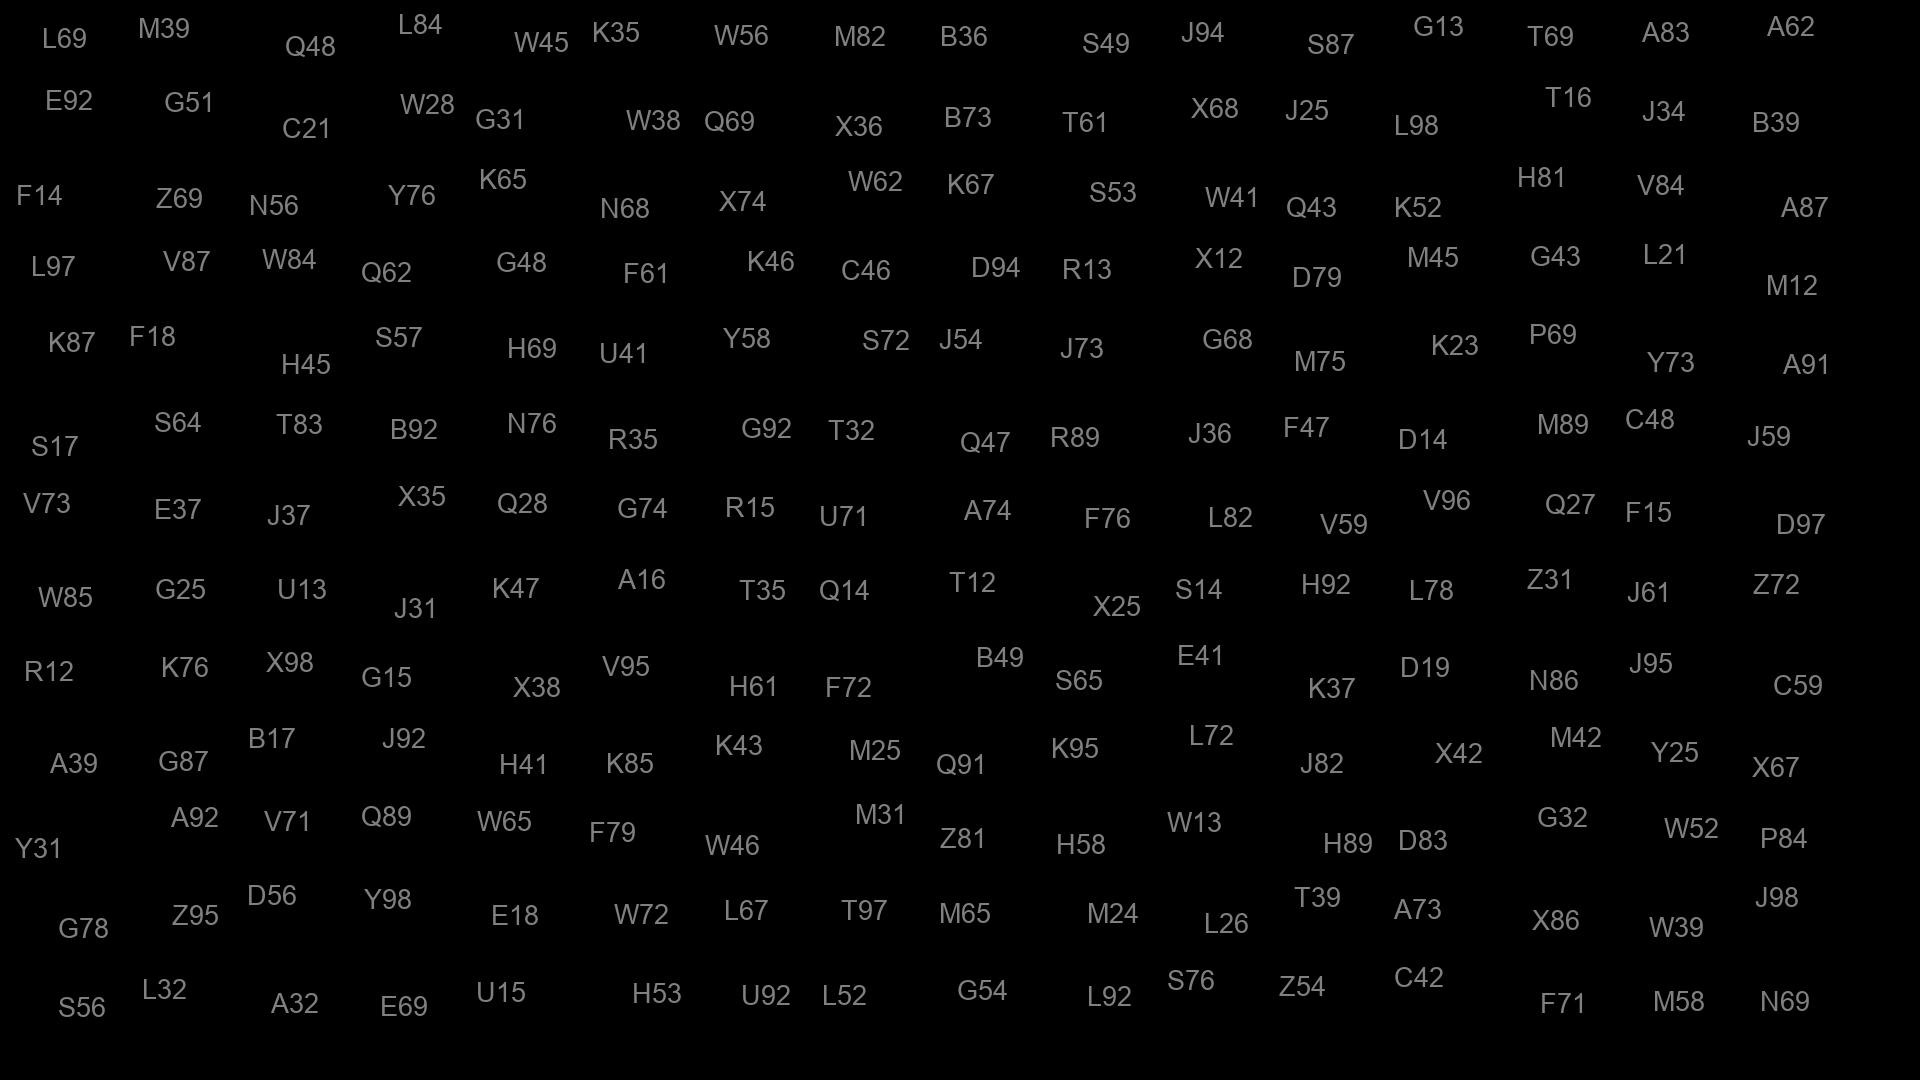 L69 M39 Q48 L84 W45 K35 W56 M82 B36 S49 J94 S87 G13 T69 A83 A62
E92 G51 C21 W28 G31 W38 Q69 X36 B73 T61 X68 J25 L98 T16 J34 B39
F14 Z69 N56 Y76 K65 N68 X74 W62 K67 S53 W41 Q43 K52 H81 V84 A87
L97 V87 W84 Q62 G48 F61 K46 C46 D94 R13 X12 D79 M45 G43 L21 M12
K87 F18 H45 S57 H69 U41 Y58 S72 J54 J73 G68 M75 K23 P69 Y73 A91
S17 S64 T83 B92 N76 R35 G92 T32 Q47 R89 J36 F47 D14 M89 C48 J59
V73 E37 J37 X35 Q28 G74 R15 U71 A74 F76 L82 V59 V96 Q27 F15 D97
W85 G25 U13 J31 K47 A16 T35 Q14 T12 X25 S14 H92 L78 Z31 J61 Z72
R12 K76 X98 G15 X38 V95 H61 F72 B49 S65 E41 K37 D19 N86 J95 C59
A39 G87 B17 J92 H41 K85 K43 M25 Q91 K95 L72 J82 X42 M42 Y25 X67
Y31 A92 V71 Q89 W65 F79 W46 M31 Z81 H58 W13 H89 D83 G32 W52 P84
G78 Z95 D56 Y98 E18 W72 L67 T97 M65 M24 L26 T39 A73 X86 W39 J98
S56 L32 A32 E69 U15 H53 U92 L52 G54 L92 S76 Z54 C42 F71 M58 N69